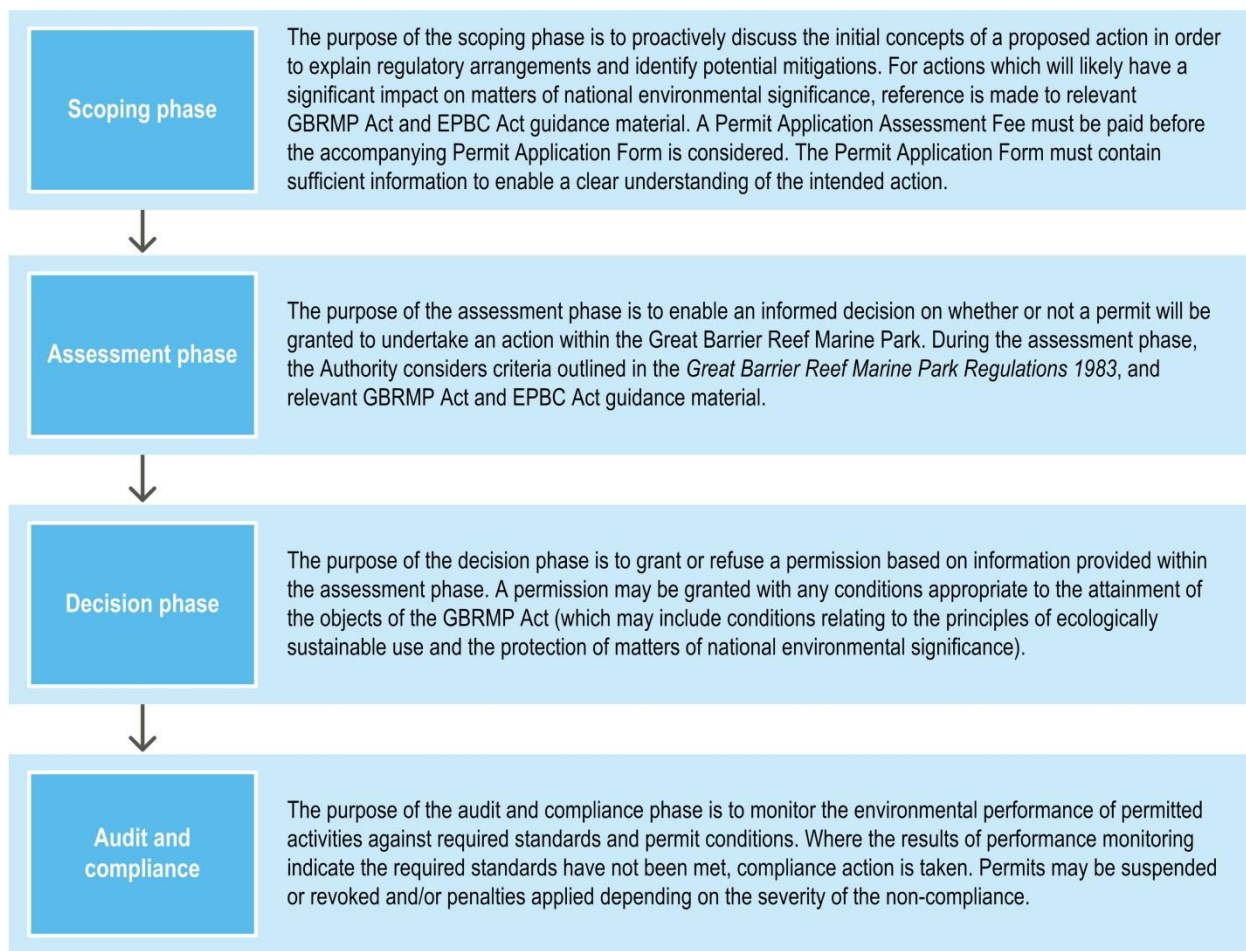 Scoping phase
The purpose of the scoping phase is to proactively discuss the initial concepts of a proposed action in order
to explain regulatory arrangements and identify potential mitigations. For actions which will likely have a
significant impact on matters of national environmental significance, reference is made to relevant
GBRMP Act and EPBC Act guidance material. A Permit Application Assessment Fee must be paid before
the accompanying Permit Application Form is considered. The Permit Application Form must contain
sufficient information to enable a clear understanding of the intended action.
Assessment phase
The purpose of the assessment phase is to enable an informed decision on whether or not a permit will be
granted to undertake an action within the Great Barrier Reef Marine Park. During the assessment phase,
the Authority considers criteria outlined in the Great Barrier Reef Marine Park Regulations 1983, and
relevant GBRMP Act and EPBC Act guidance material.
Decision phase
The purpose of the decision phase is to grant or refuse a permission based on information provided within
the assessment phase. A permission may be granted with any conditions appropriate to the attainment
of the objects of the GBRMP Act (which may include conditions relating to the principles of ecologically
sustainable use and the protection of matters of national environmental significance).
Audit and
compliance
The purpose of the audit and compliance phase is to monitor the environmental performance of permitted
activities against required standards and permit conditions. Where the results of performance monitoring
indicate the required standards have not been met, compliance action is taken. Permits may be suspended
or revoked and/or penalties applied depending on the severity of the non-compliance.